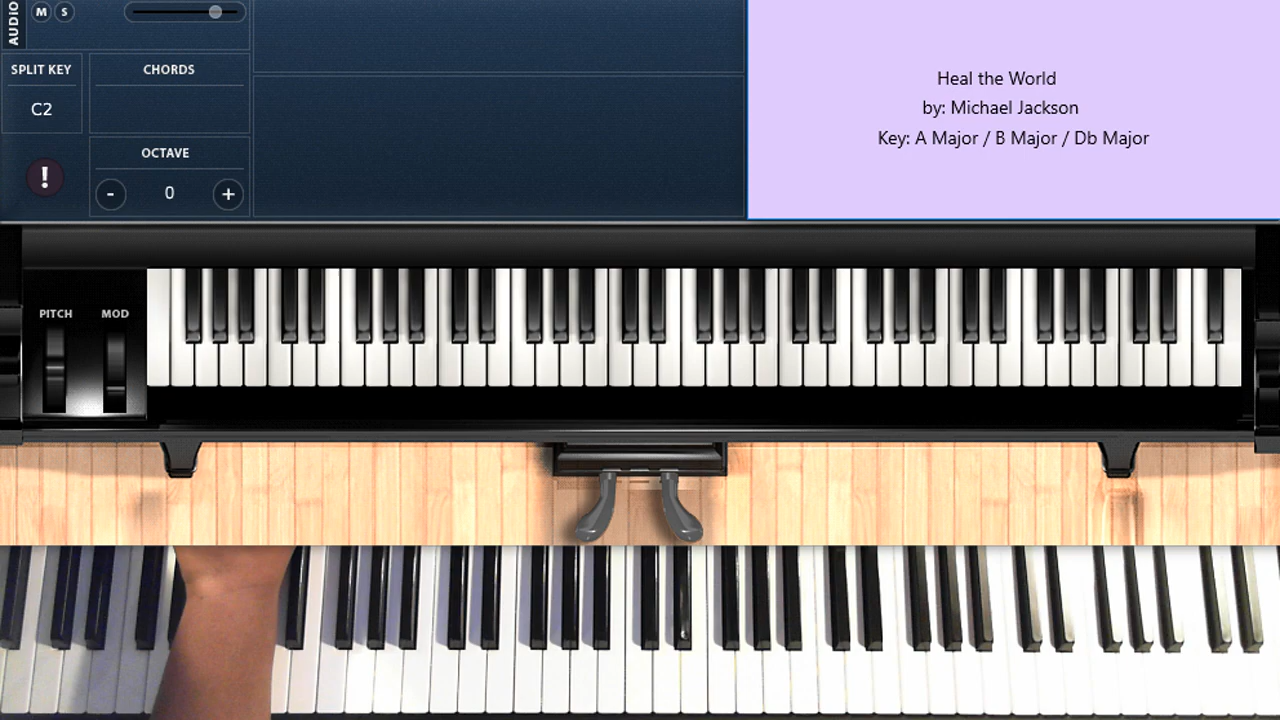 AUDIO
M S
SPLIT KEY
CHORDS
C2
OCTAVE
!
- 0 +
Heal the World
by: Michael Jackson
Key: A Major / B Major / Db Major
PITCH MOD